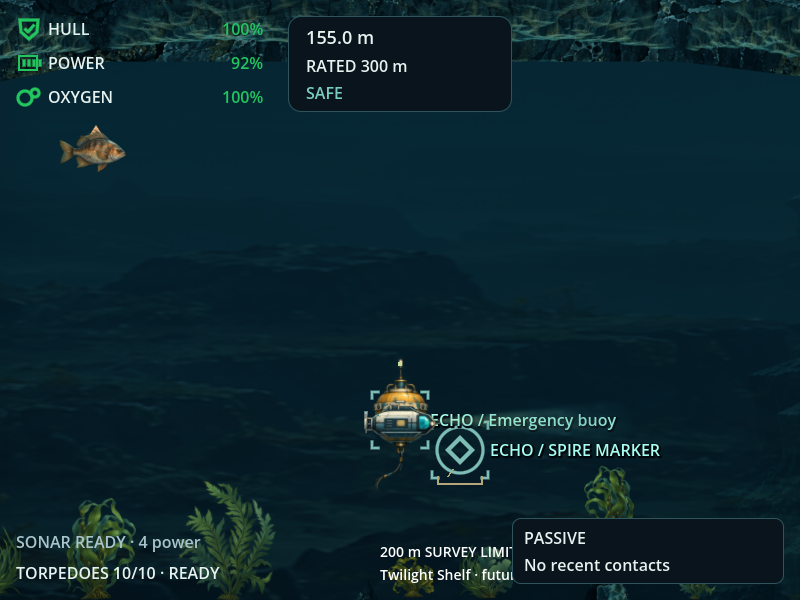 HULL 100%
POWER 92%
OXYGEN 100%
155.0 m
RATED 300 m
SAFE
ECHO / Emergency buoy
ECHO / SPIRE MARKER
SONAR READY · 4 power
TORPEDOES 10/10 · READY
200 m SURVEY LIMIT
Twilight Shelf ·
PASSIVE
No recent contacts